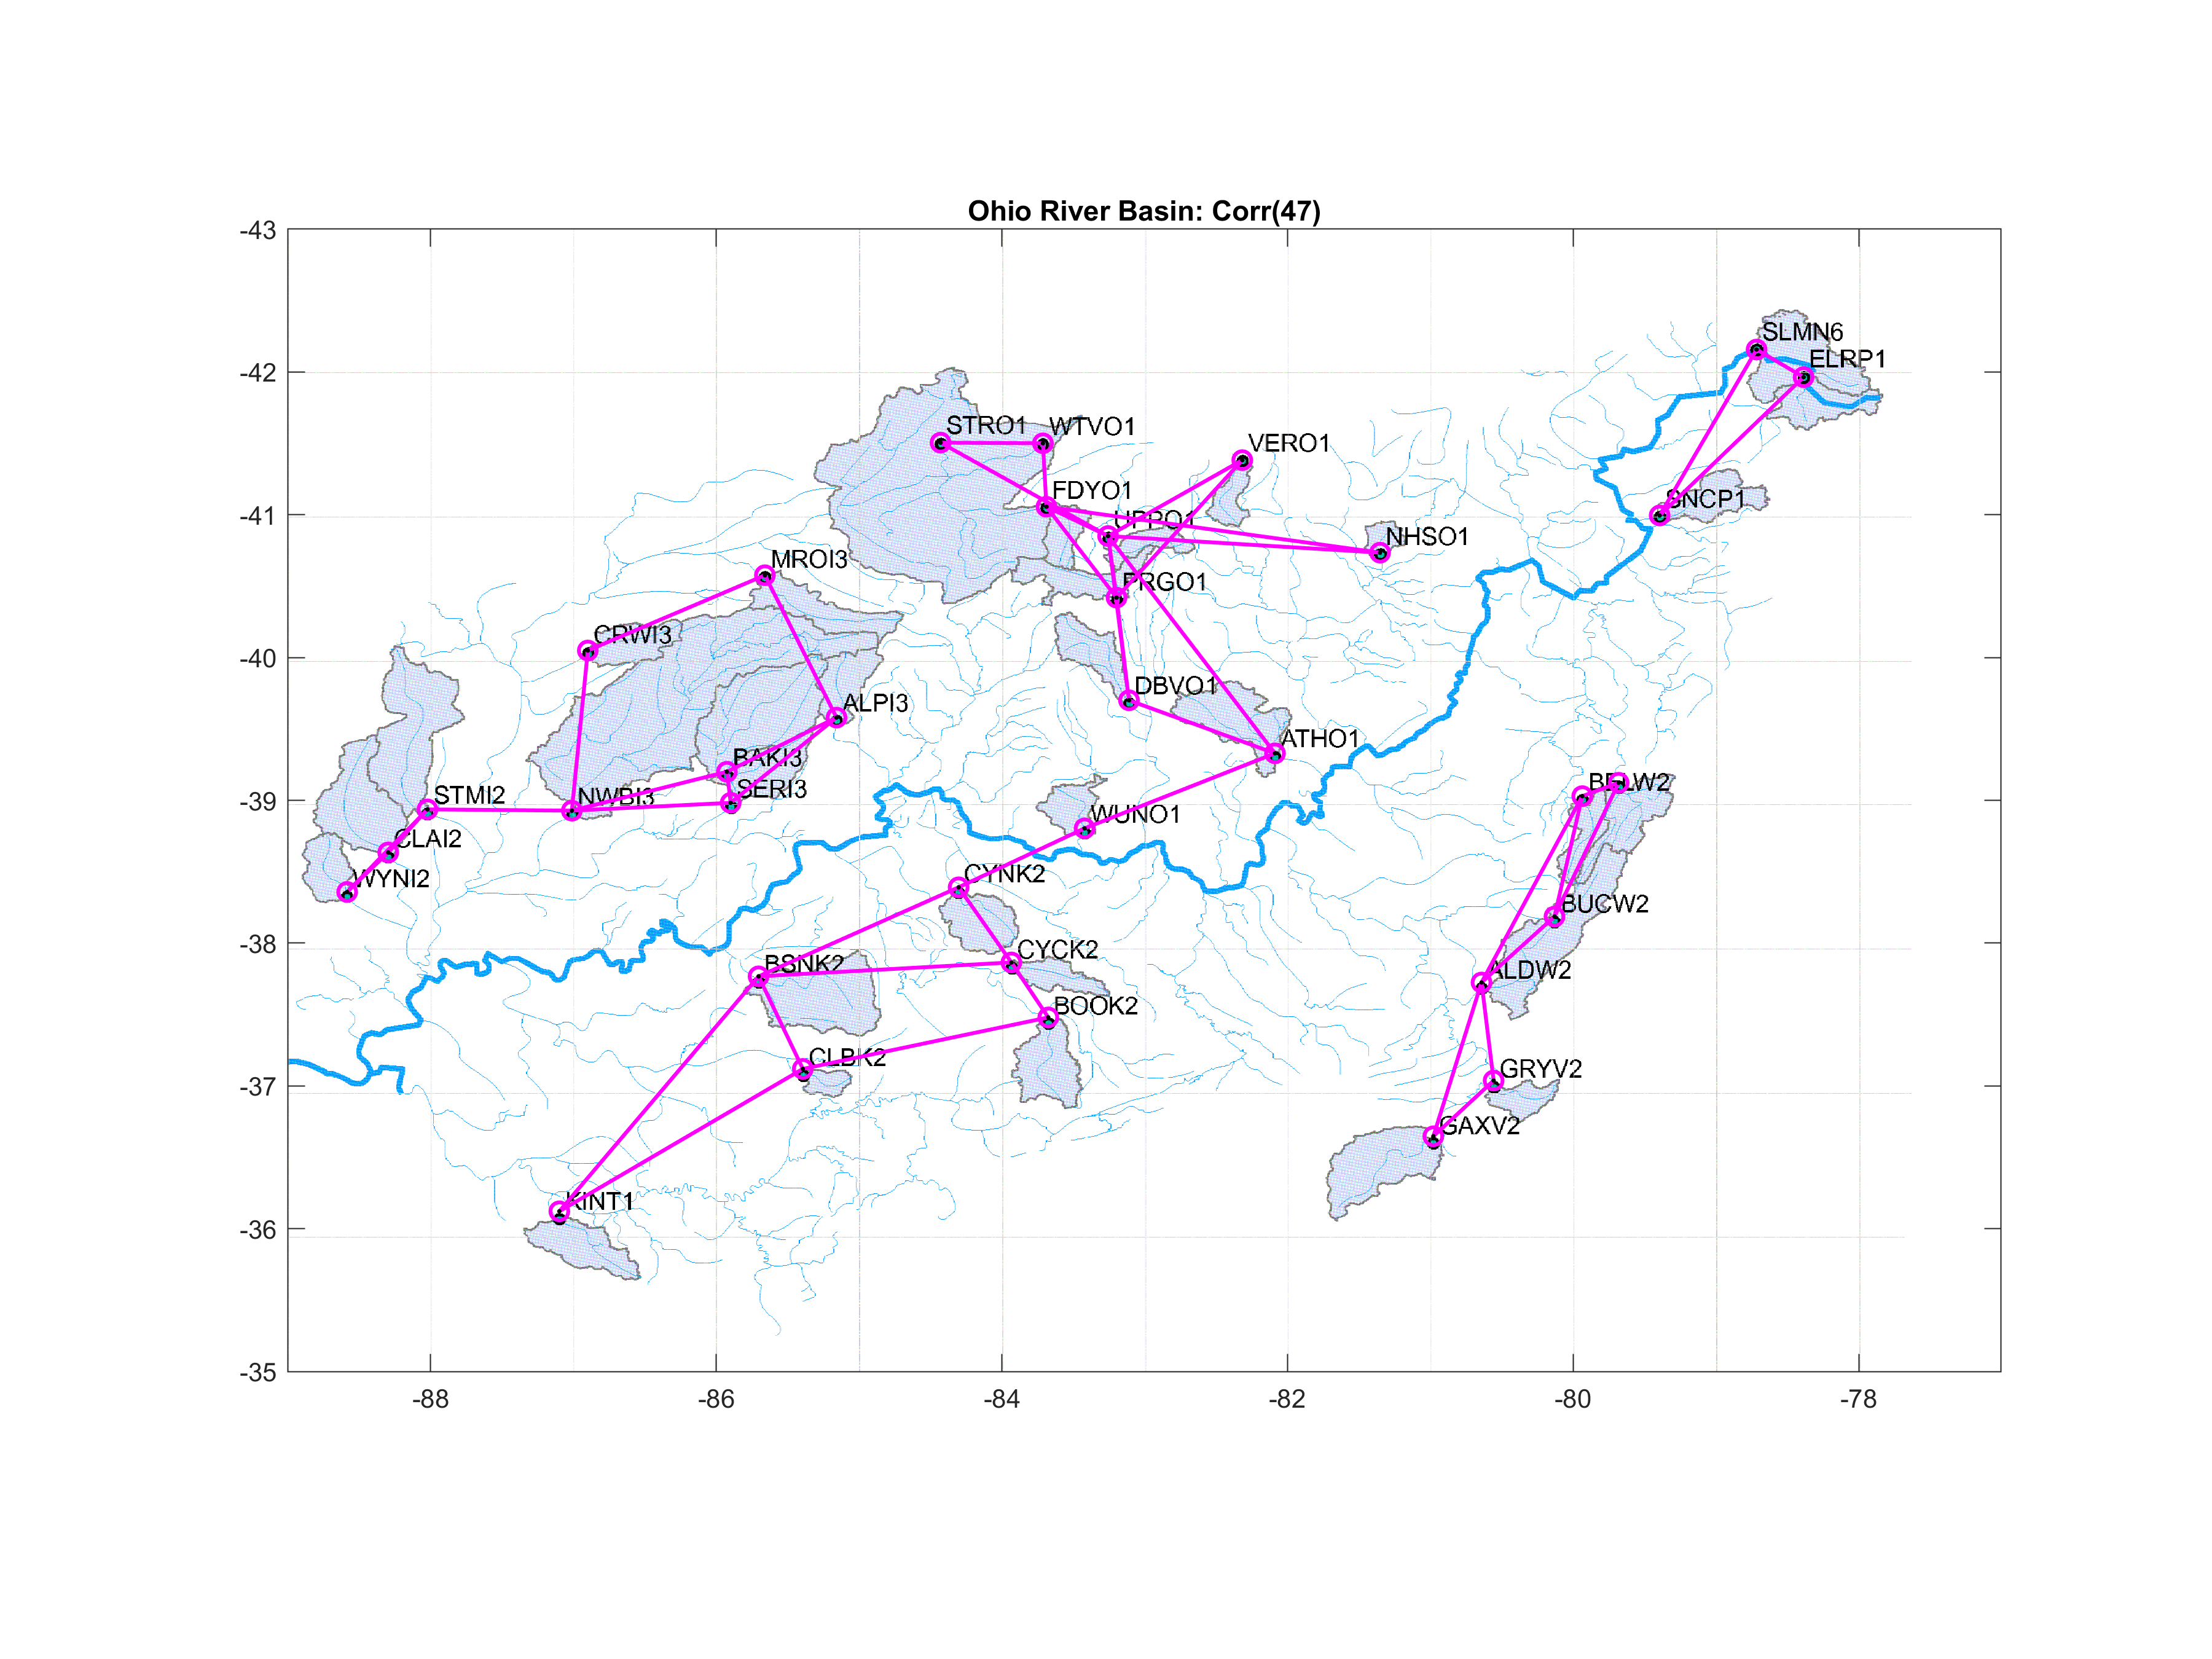 Ohio River Basin: Corr(47)
-43
SLMN6
ELRP1
-42
STRO1
WTVO1
VERO1
FDYO1
SNCP1
-41
UPPO1
NHSO1
MROI3
PRGO1
CRWI3
-40
DBVO1
ALPI3
ATHO1
BAKI3
SERI3
BELW2
STMI2
NWBI3
-39
WUNO1
CLAI2
WYNI2
CYNK2
BUCW2
-38
CYCK2
BSNK2
ALDW2
BOOK2
CLBK2
GRYV2
-37
GAXV2
KINT1
-36
-35
-88
-86
-84
-82
-80
-78